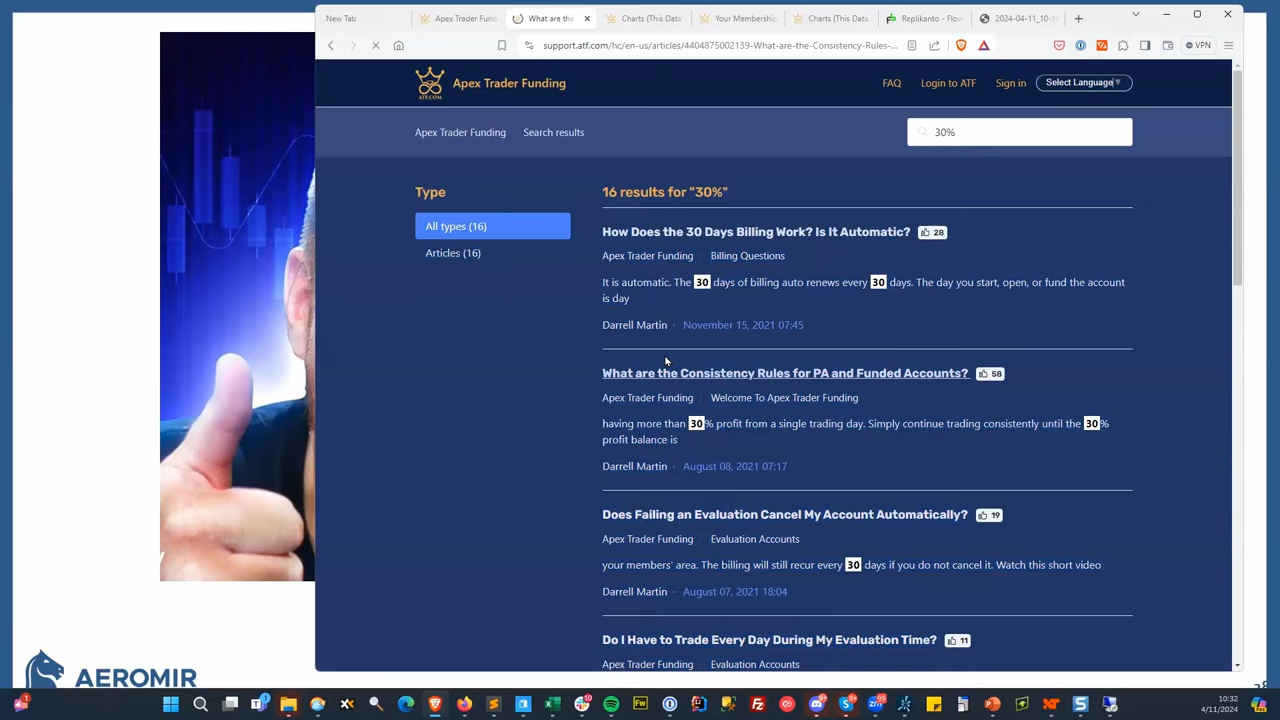 New Tab
Apex Trader Fund
What are the
Charts (This Data
Your Membership
Charts (This Data
Replikanto - Flow
2024-04-11_10-1
support.atf.com/hc/en-us/articles/4404875002139-What-are-the-Consistency-Rules-...
VPN
ATF.COM
Apex Trader Funding
FAQ
Login to ATF
Sign in
Select Language
Apex Trader Funding
Search results
30%
Type
All types (16)
Articles (16)
16 results for "30%"
How Does the 30 Days Billing Work? Is It Automatic?
28
Apex Trader Funding / Billing Questions
It is automatic. The 30 days of billing auto renews every 30 days. The day you start, open, or fund the account
is day
Darrell Martin · November 15, 2021 07:45
What are the Consistency Rules for PA and Funded Accounts?
58
Apex Trader Funding / Welcome To Apex Trader Funding
having more than 30% profit from a single trading day. Simply continue trading consistently until the 30%
profit balance is
Darrell Martin · August 08, 2021 07:17
Does Failing an Evaluation Cancel My Account Automatically?
19
Apex Trader Funding / Evaluation Accounts
your members' area. The billing will still recur every 30 days if you do not cancel it. Watch this short video
Darrell Martin · August 07, 2021 18:04
Do I Have to Trade Every Day During My Evaluation Time?
11
Apex Trader Funding / Evaluation Accounts
AEROMIR
10:32
4/11/2024